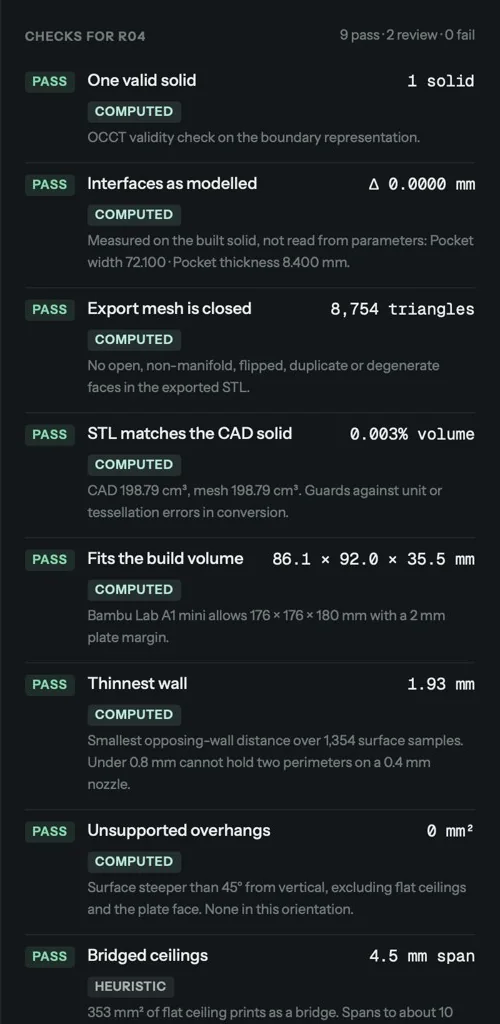 CHECKS FOR R04 9 pass · 2 review · 0 fail
PASS One valid solid 1 solid
COMPUTED
OCCT validity check on the boundary representation.
PASS Interfaces as modelled Δ 0.0000 mm
COMPUTED
Measured on the built solid, not read from parameters: Pocket
width 72.100 · Pocket thickness 8.400 mm.
PASS Export mesh is closed 8,754 triangles
COMPUTED
No open, non-manifold, flipped, duplicate or degenerate
faces in the exported STL.
PASS STL matches the CAD solid 0.003% volume
COMPUTED
CAD 198.79 cm³, mesh 198.79 cm³. Guards against unit or
tessellation errors in conversion.
PASS Fits the build volume 86.1 × 92.0 × 35.5 mm
COMPUTED
Bambu Lab A1 mini allows 176 × 176 × 180 mm with a 2 mm
plate margin.
PASS Thinnest wall 1.93 mm
COMPUTED
Smallest opposing-wall distance over 1,354 surface samples.
Under 0.8 mm cannot hold two perimeters on a 0.4 mm
nozzle.
PASS Unsupported overhangs 0 mm²
COMPUTED
Surface steeper than 45° from vertical, excluding flat ceilings
and the plate face. None in this orientation.
PASS Bridged ceilings 4.5 mm span
HEURISTIC
353 mm² of flat ceiling prints as a bridge. Spans to about 10